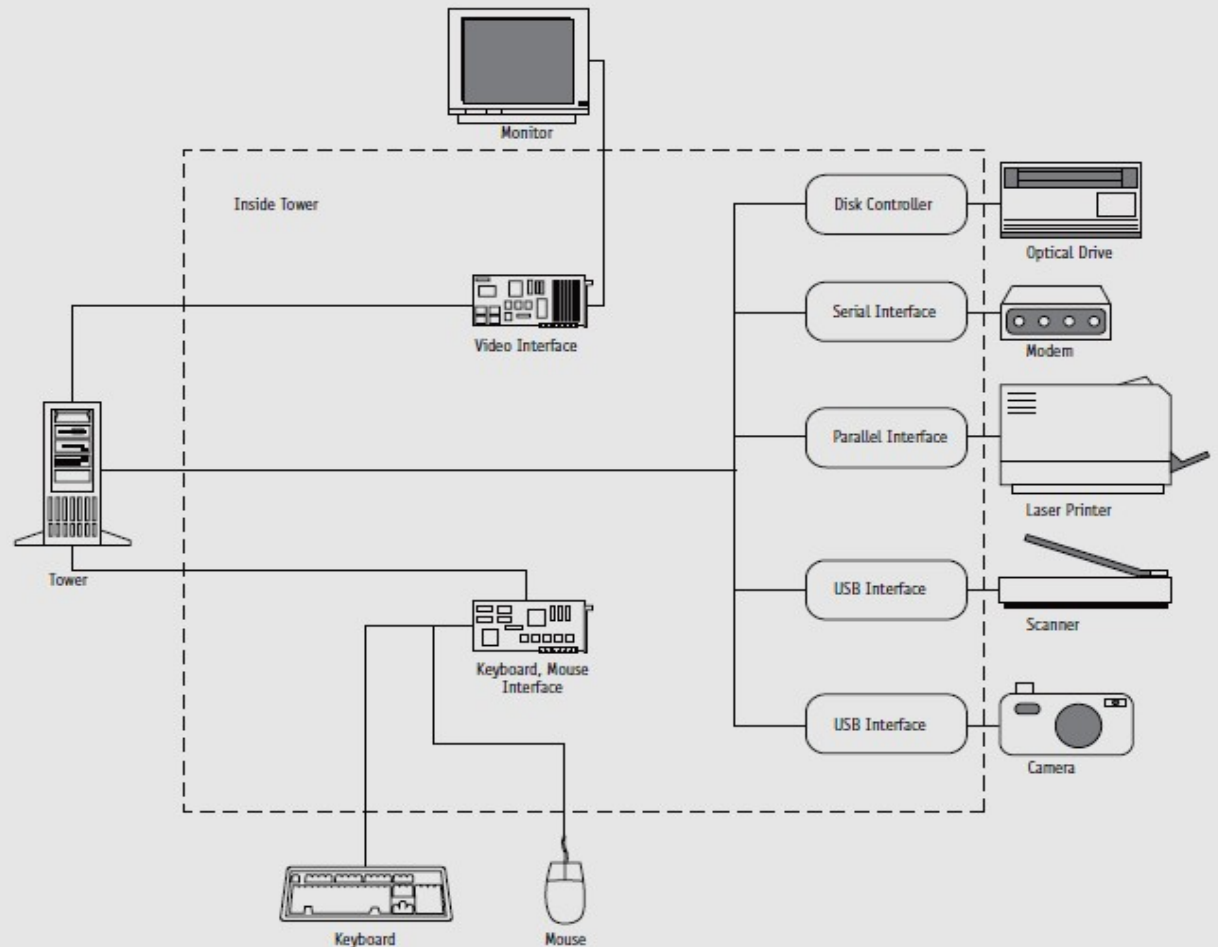 Monitor
Inside Tower
Disk Controller
Optical Drive
Serial Interface
Modem
Video Interface
Parallel Interface
Laser Printer
Tower
USB Interface
Scanner
Keyboard, Mouse
Interface
USB Interface
Camera
Keyboard
Mouse